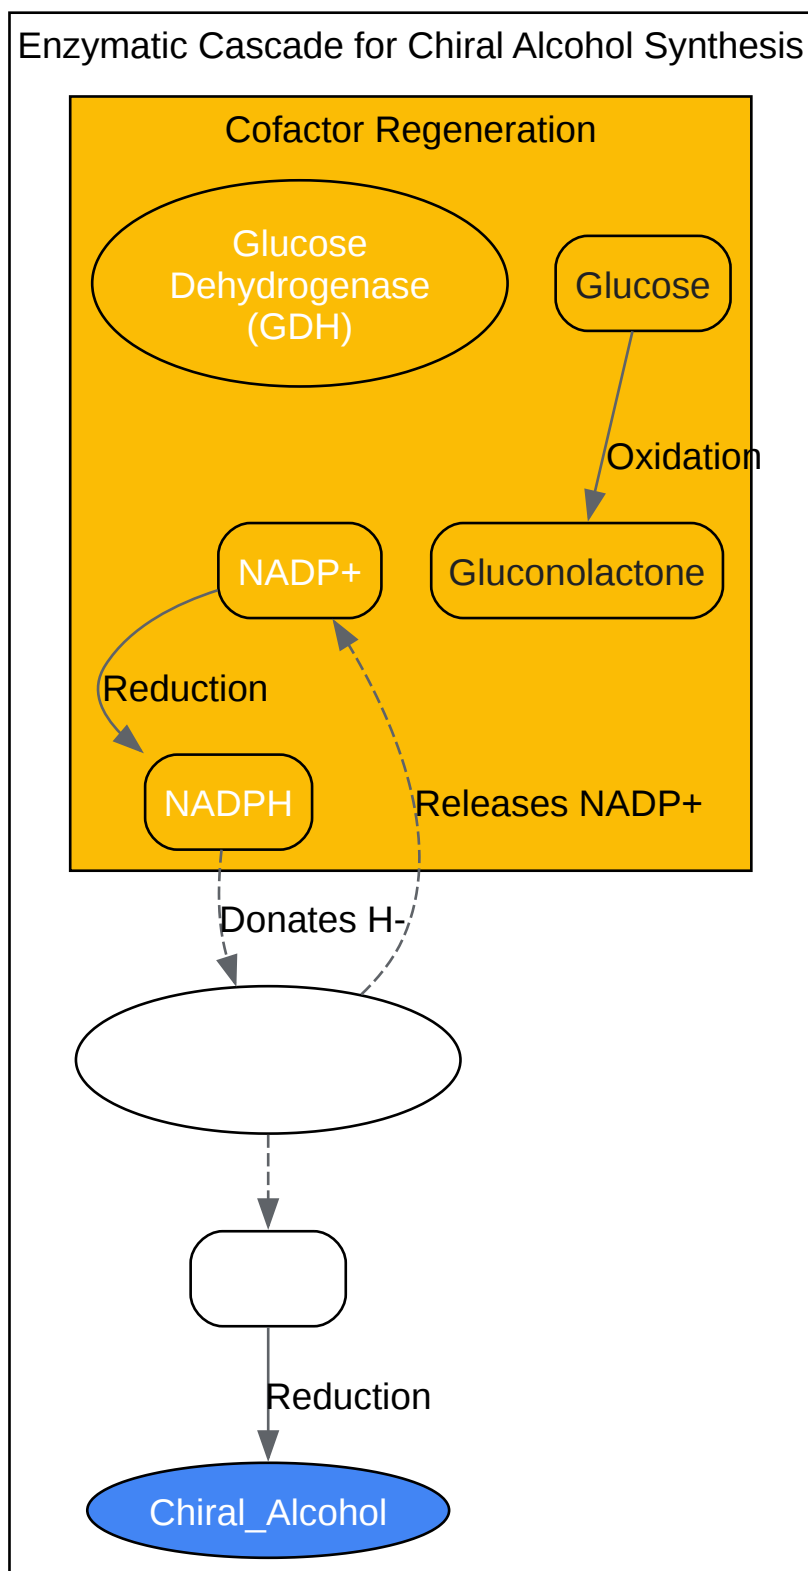 Enzymatic Cascade for Chiral Alcohol Synthesis
Cofactor Regeneration
Glucose
Dehydrogenase
(GDH)
Glucose
Oxidation
NADP+
Gluconolactone
Reduction
NADPH
Releases NADP+
Donates H-
Reduction
Chiral_Alcohol